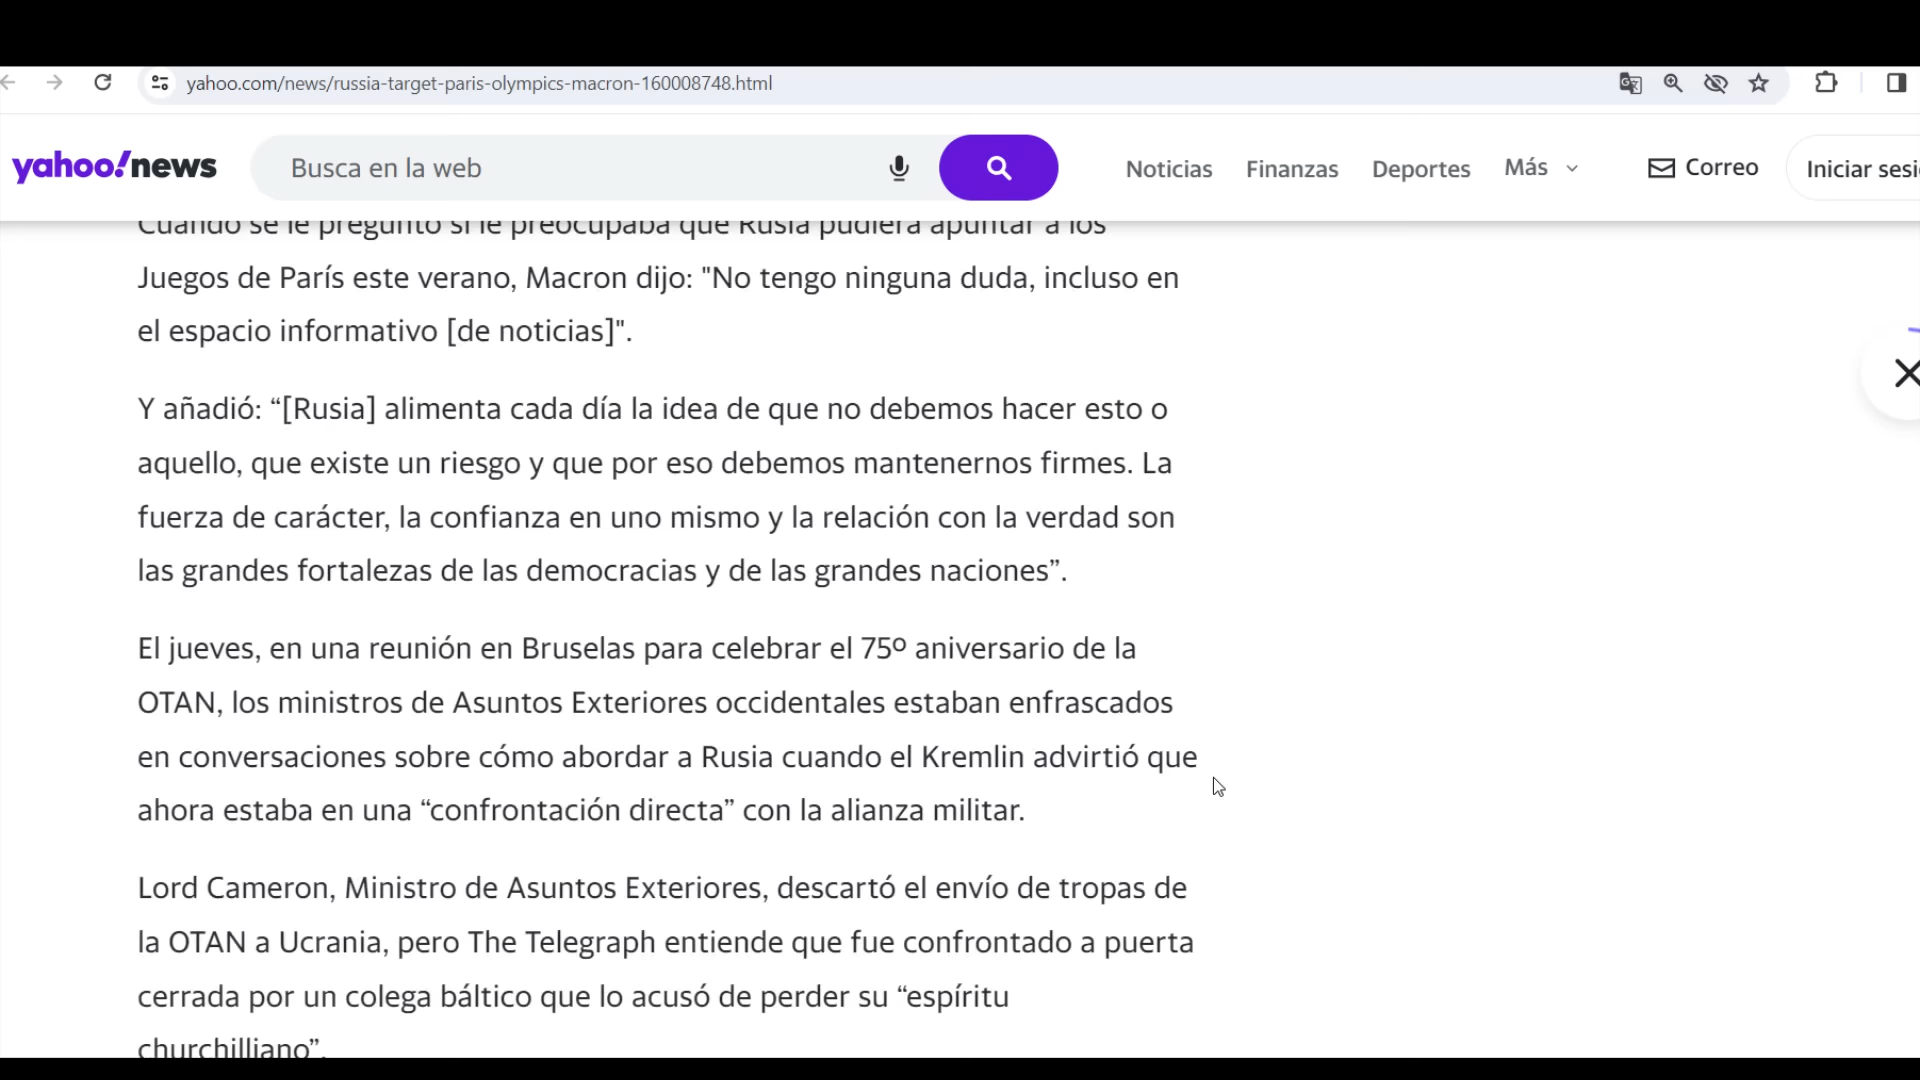 yahoo.com/news/russia-target-paris-olympics-macron-160008748.html
yahoo!news
Busca en la web
Noticias Finanzas Deportes Más
Correo
Iniciar sesi
Cuando se le preguntó si le preocupaba que Rusia pudiera apuntar a los
Juegos de París este verano, Macron dijo: "No tengo ninguna duda, incluso en
el espacio informativo [de noticias]".
Y añadió: “[Rusia] alimenta cada día la idea de que no debemos hacer esto o
aquello, que existe un riesgo y que por eso debemos mantenernos firmes. La
fuerza de carácter, la confianza en uno mismo y la relación con la verdad son
las grandes fortalezas de las democracias y de las grandes naciones”.
El jueves, en una reunión en Bruselas para celebrar el 75º aniversario de la
OTAN, los ministros de Asuntos Exteriores occidentales estaban enfrascados
en conversaciones sobre cómo abordar a Rusia cuando el Kremlin advirtió que
ahora estaba en una “confrontación directa” con la alianza militar.
Lord Cameron, Ministro de Asuntos Exteriores, descartó el envío de tropas de
la OTAN a Ucrania, pero The Telegraph entiende que fue confrontado a puerta
cerrada por un colega báltico que lo acusó de perder su “espíritu
churchilliano”.